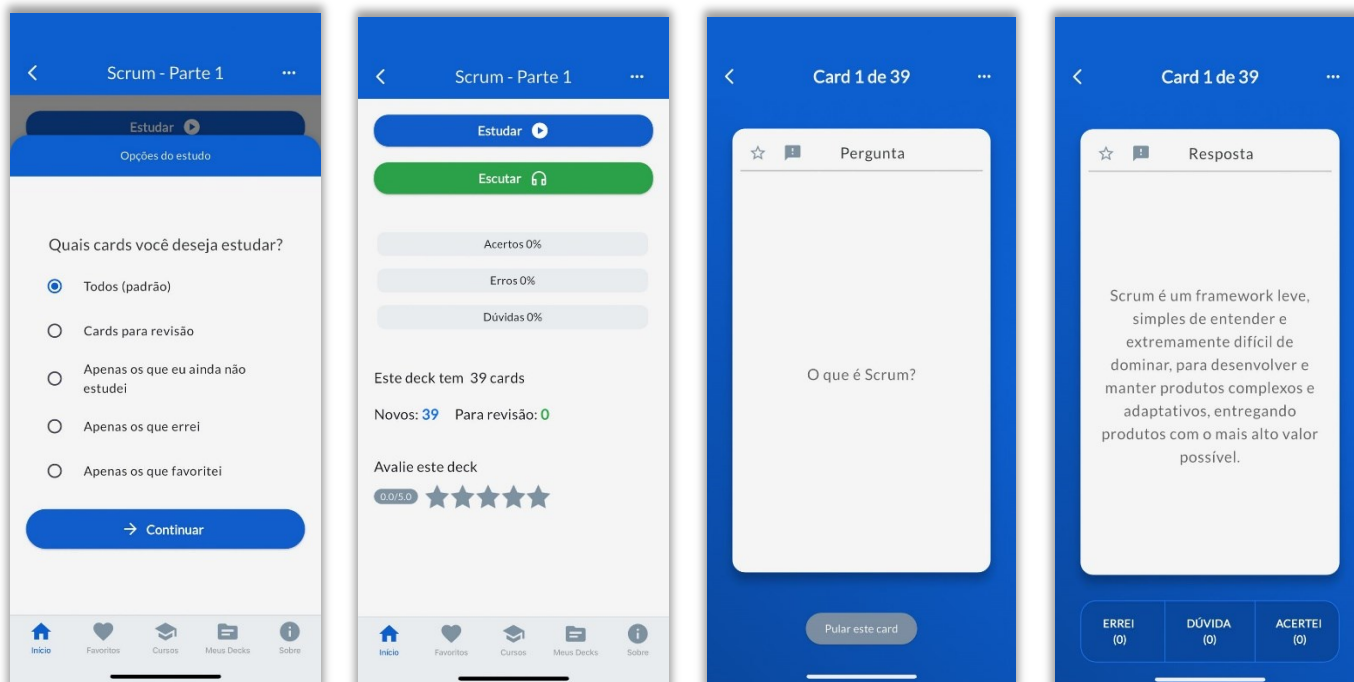 Scrum - Parte 1
Estudar
Opções do estudo
Quais cards você deseja estudar?
Todos (padrão)
Cards para revisão
Apenas os que eu ainda não
estudei
Apenas os que errei
Apenas os que favoritei
Continuar
Início
Favoritos
Cursos
Meus Decks
Sobre
Scrum - Parte 1
Estudar
Escutar
Acertos 0%
Erros 0%
Dúvidas 0%
Este deck tem 39 cards
Novos: 39 Para revisão: 0
Avalie este deck
0.0/5.0
Início
Favoritos
Cursos
Meus Decks
Sobre
Card 1 de 39
Pergunta
O que é Scrum?
Pular este card
Card 1 de 39
Resposta
Scrum é um framework leve,
simples de entender e
extremamente difícil de
dominar, para desenvolver e
manter produtos complexos e
adaptativos, entregando
produtos com o mais alto valor
possível.
ERREI
(0)
DÚVIDA
(0)
ACERTEI
(0)